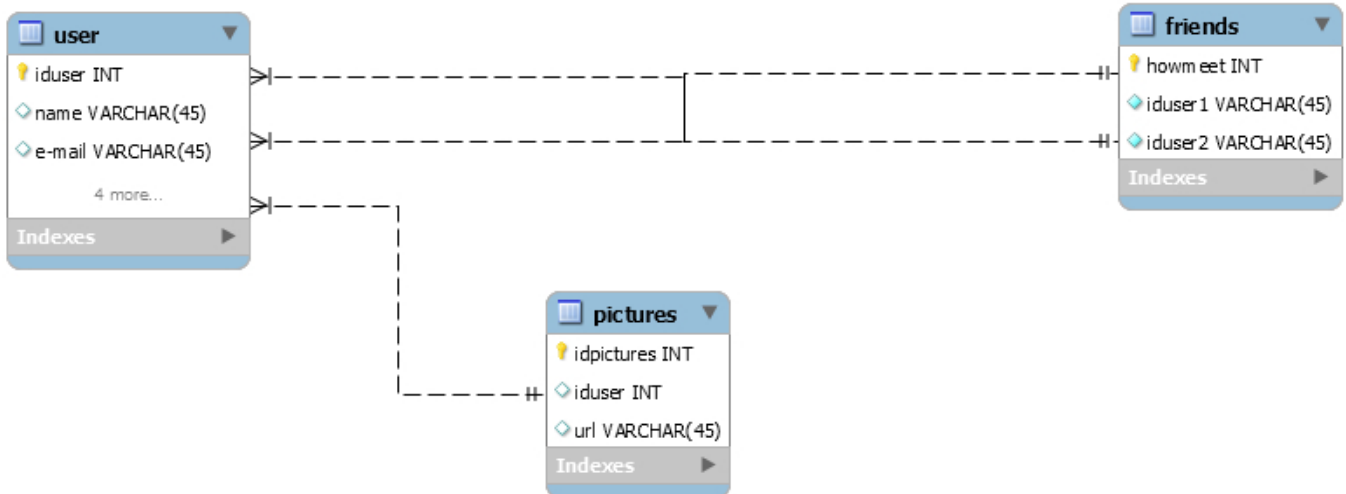 user
iduser INT
name VARCHAR(45)
e-mail VARCHAR(45)
4 more...
Indexes
friends
howmeet INT
iduser1 VARCHAR(45)
iduser2 VARCHAR(45)
Indexes
pictures
idpictures INT
iduser INT
url VARCHAR(45)
Indexes